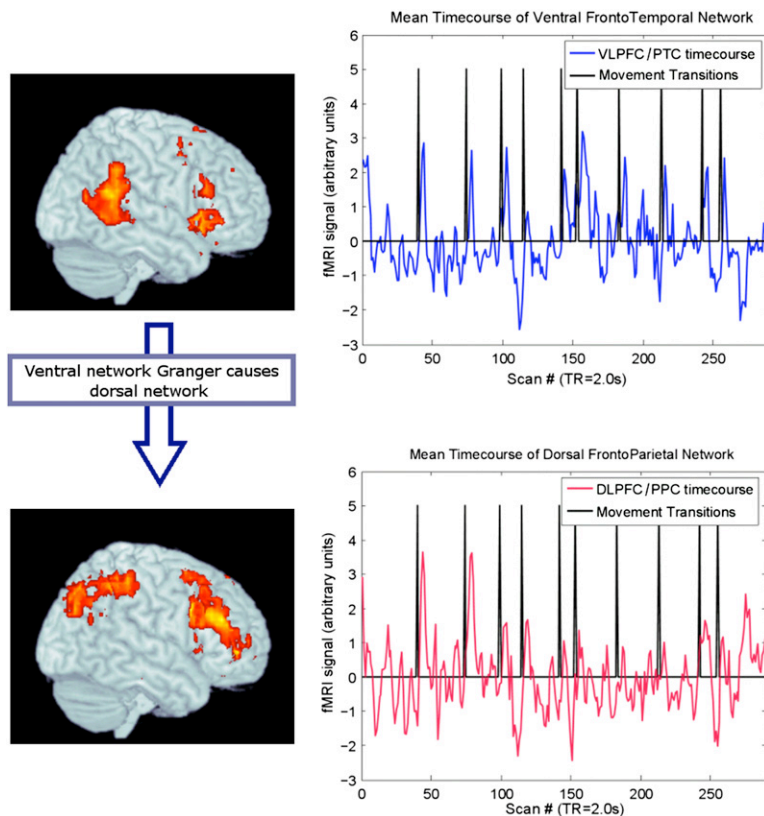 Mean Timecourse of Ventral FrontoTemporal Network
VLPFC/PTC timecourse
Movement Transitions
6
5
4
3
2
1
0
−1
−2
−3
fMRI signal (arbitrary units)
0 50 100 150 200 250
Scan # (TR=2.0s)
Ventral network Granger causes
dorsal network
Mean Timecourse of Dorsal FrontoParietal Network
DLPFC/PPC timecourse
Movement Transitions
6
5
4
3
2
1
0
−1
−2
−3
fMRI signal (arbitrary units)
0 50 100 150 200 250
Scan # (TR=2.0s)